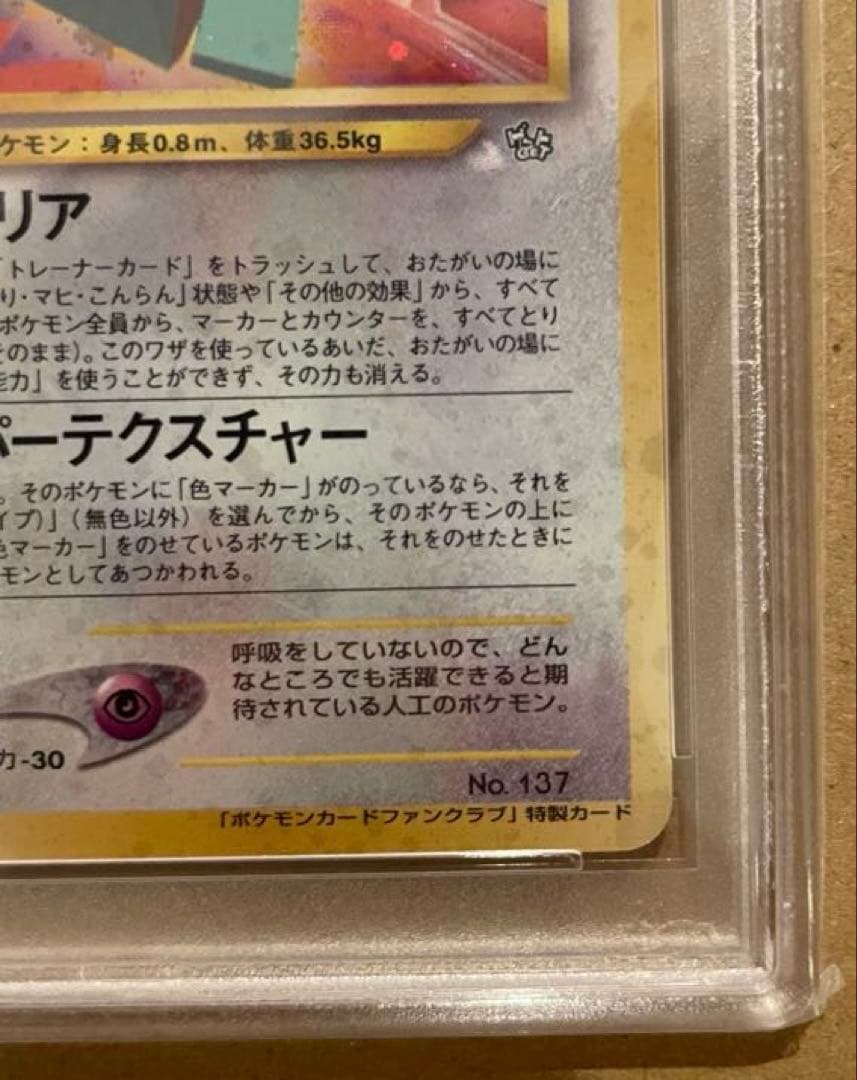 ケモン：身長0.8m、体重36.5kg
リア
「トレーナーカード」をトラッシュして、おたがいの場に
り・マヒ・こんらん」状態や「その他の効果」から、すべて
ポケモン全員から、マーカーとカウンターを、すべてとり
そのまま)。このワザを使っているあいだ、おたがいの場に
能力」を使うことができず、その力も消える。
パーテクスチャー
。そのポケモンに「色マーカー」がのっているなら、それを
イプ)」(無色以外)を選んでから、そのポケモンの上に
色マーカー」をのせているポケモンは、それをのせたときに
モンとしてあつかわれる。
呼吸をしていないので、どん
なところでも活躍できると期
待されている人工のポケモン。
力-30
No. 137
「ポケモンカードファンクラブ」特製カード